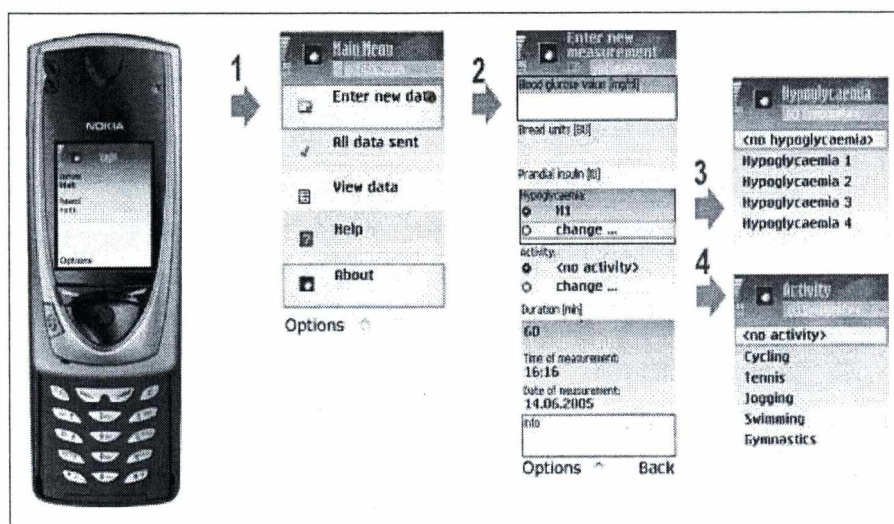 NOKIA
Options
1
Main Menu
Enter new data
All data sent
View data
Help
About
Options
2
Enter new
measurement
Blood glucose value [mg/dl]
Bread units [BU]
Prandial insulin [IU]
Hypoglycaemia:
H1
change ...
Activity:
<no activity>
change ...
Duration [min]
60
Time of measurement:
16:16
Date of measurement:
14.06.2005
Info
Options
Back
3
Hypoglycaemia
<no hypoglycaemia>
Hypoglycaemia 1
Hypoglycaemia 2
Hypoglycaemia 3
Hypoglycaemia 4
4
Activity
<no activity>
Cycling
Tennis
Jogging
Swimming
Gymnastics